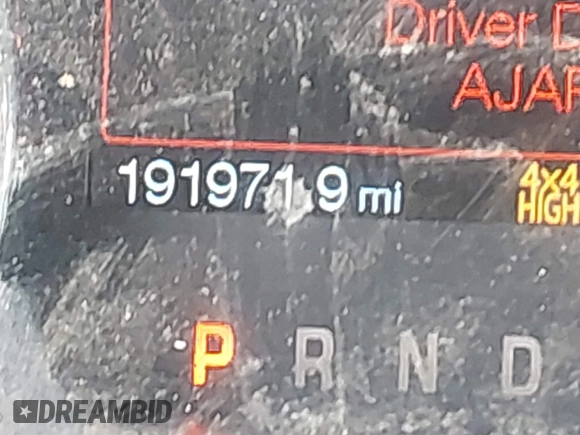 Driver D
AJAR
191971.9 mi
4x4
HIGH
P R N D
DREAMBID